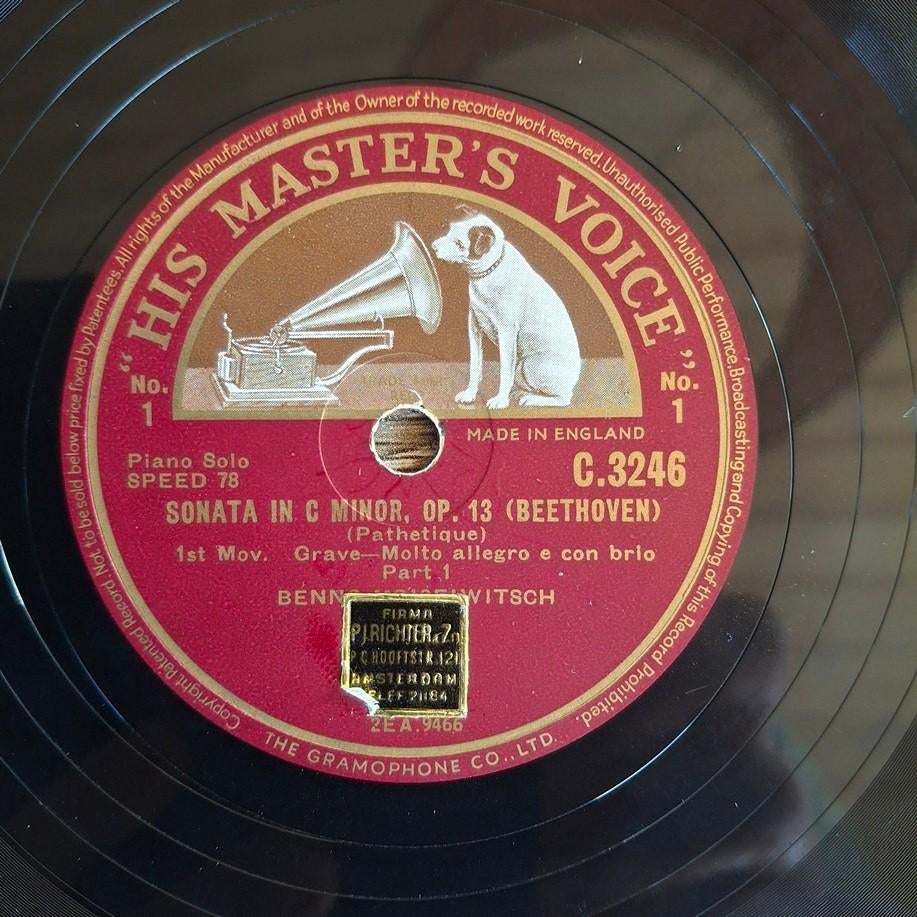 Copyright Patented Record Not to be sold below price fixed by Patentees. All rights of the Manufacturer and of the Owner of the recorded work reserved. Unauthorised Public Performance. Broadcasting and Copying of this Record Prohibited.
"HIS MASTER'S VOICE"
No. 1
No. 1
MADE IN ENGLAND
Piano Solo
SPEED 78
C.3246
SONATA IN C MINOR, OP. 13 (BEETHOVEN)
(Pathetique)
1st Mov. Grave—Molto allegro e con brio
Part 1
FIRMA
P.J.RICHTER & Zn
P.C.HOOFTSTR.121
AMSTERDAM
2EA.9466
THE GRAMOPHONE CO., LTD.